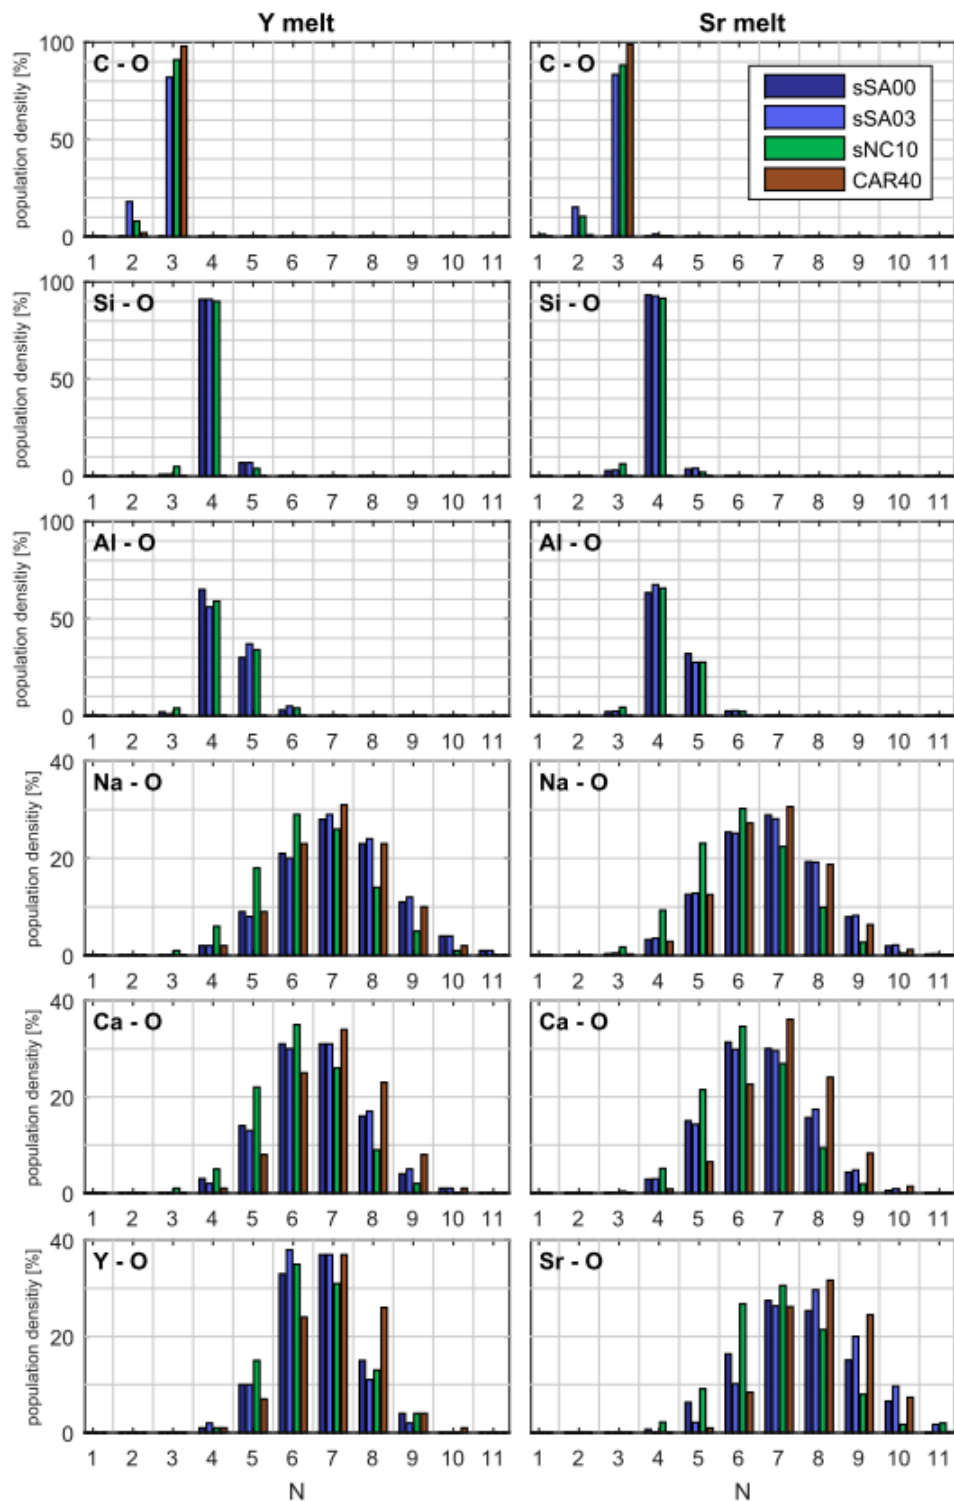 Y melt Sr melt
population densitiy [%]
100
50
0
C - O
1 2 3 4 5 6 7 8 9 10 11
C - O
sSA00
sSA03
sNC10
CAR40
0
1 2 3 4 5 6 7 8 9 10 11
population densitiy [%]
100
50
0
Si - O
1 2 3 4 5 6 7 8 9 10 11
Si - O
1 2 3 4 5 6 7 8 9 10 11
population densitiy [%]
100
50
0
Al - O
1 2 3 4 5 6 7 8 9 10 11
Al - O
1 2 3 4 5 6 7 8 9 10 11
population densitiy [%]
40
20
0
Na - O
1 2 3 4 5 6 7 8 9 10 11
Na - O
1 2 3 4 5 6 7 8 9 10 11
population densitiy [%]
40
20
0
Ca - O
1 2 3 4 5 6 7 8 9 10 11
Ca - O
1 2 3 4 5 6 7 8 9 10 11
population densitiy [%]
40
20
0
Y - O
1 2 3 4 5 6 7 8 9 10 11
N
Sr - O
1 2 3 4 5 6 7 8 9 10 11
N